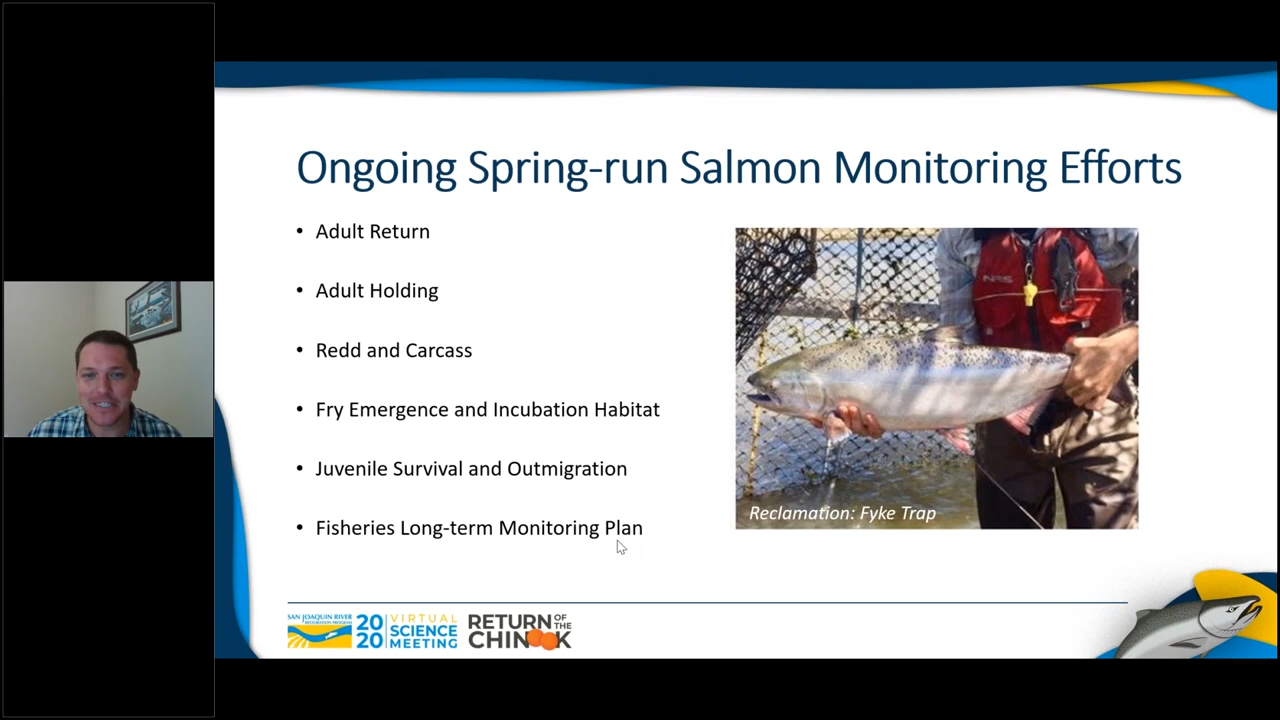 Ongoing Spring-run Salmon Monitoring Efforts
• Adult Return
• Adult Holding
• Redd and Carcass
• Fry Emergence and Incubation Habitat
• Juvenile Survival and Outmigration
• Fisheries Long-term Monitoring Plan
NRS
Reclamation: Fyke Trap
SAN JOAQUIN RIVER
RESTORATION PROGRAM
2020 VIRTUAL SCIENCE MEETING
RETURN OF THE CHINOOK